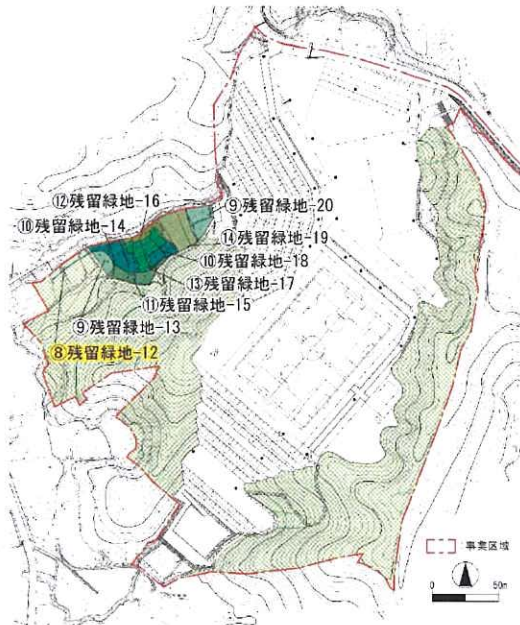 ⑫残留緑地-16
⑨残留緑地-20
⑩残留緑地-14
⑭残留緑地-19
⑩残留緑地-18
⑬残留緑地-17
⑪残留緑地-15
⑨残留緑地-13
⑧残留緑地-12
事業区域
0 50m